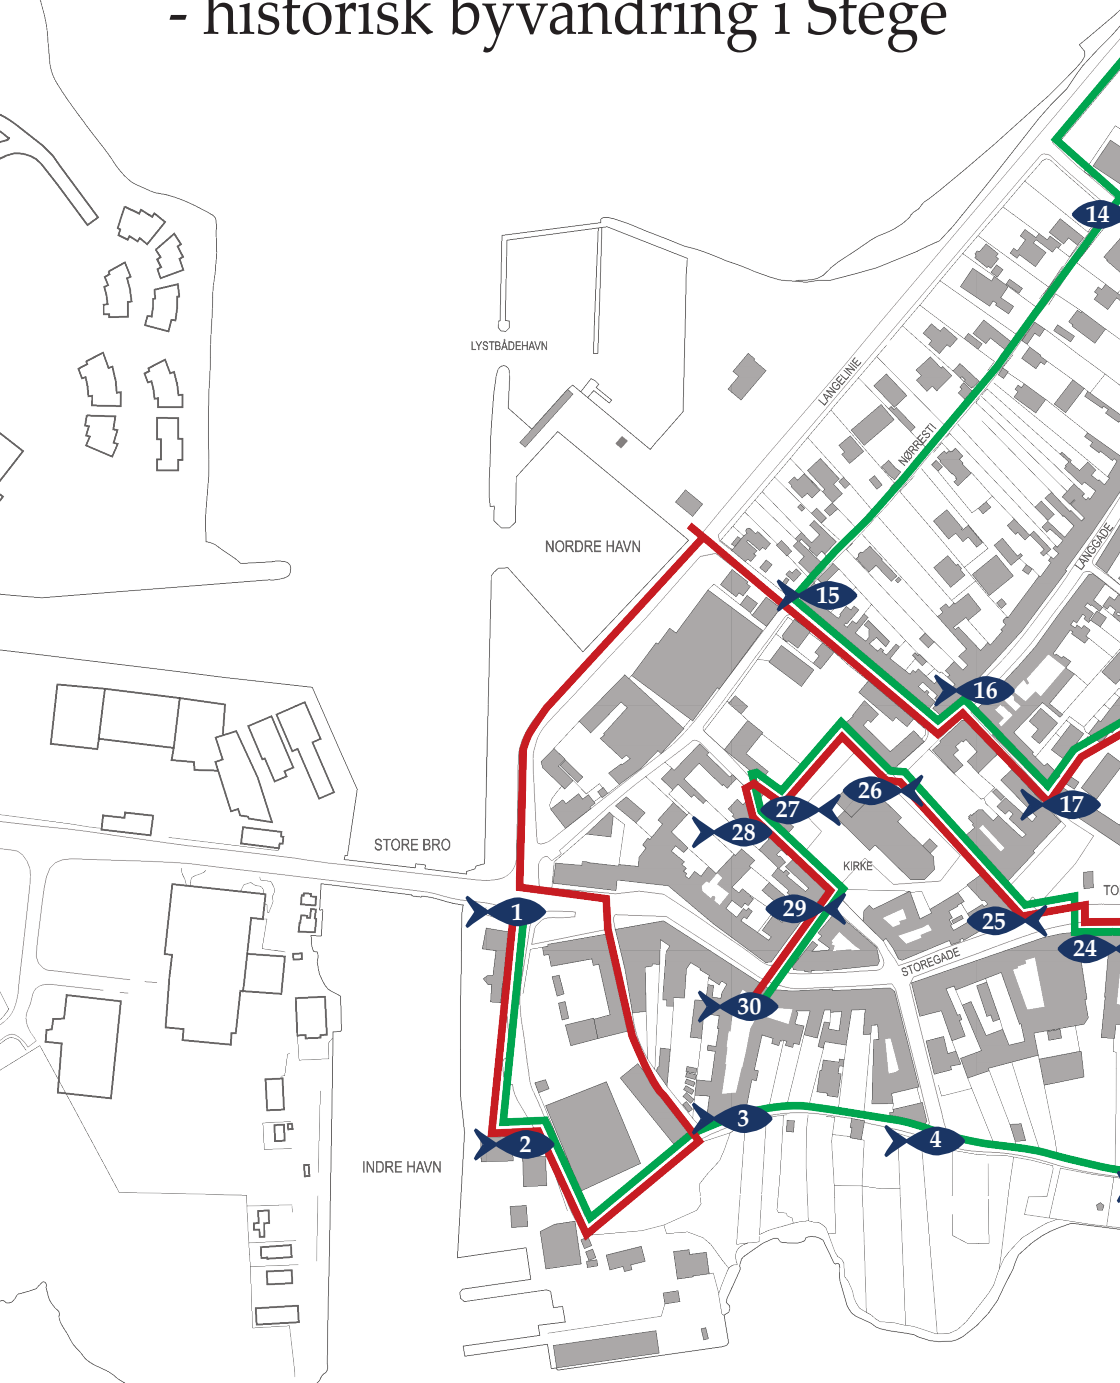 - historisk byvandring i Stege
14
LYSTBÅDEHAVN
LANGELINIE
NØRRESTI
LANGGADE
NORDRE HAVN
15
16
26
17
27
28
STORE BRO
KIRKE
TO
29
1
25
24
STOREGADE
30
3
2
4
INDRE HAVN